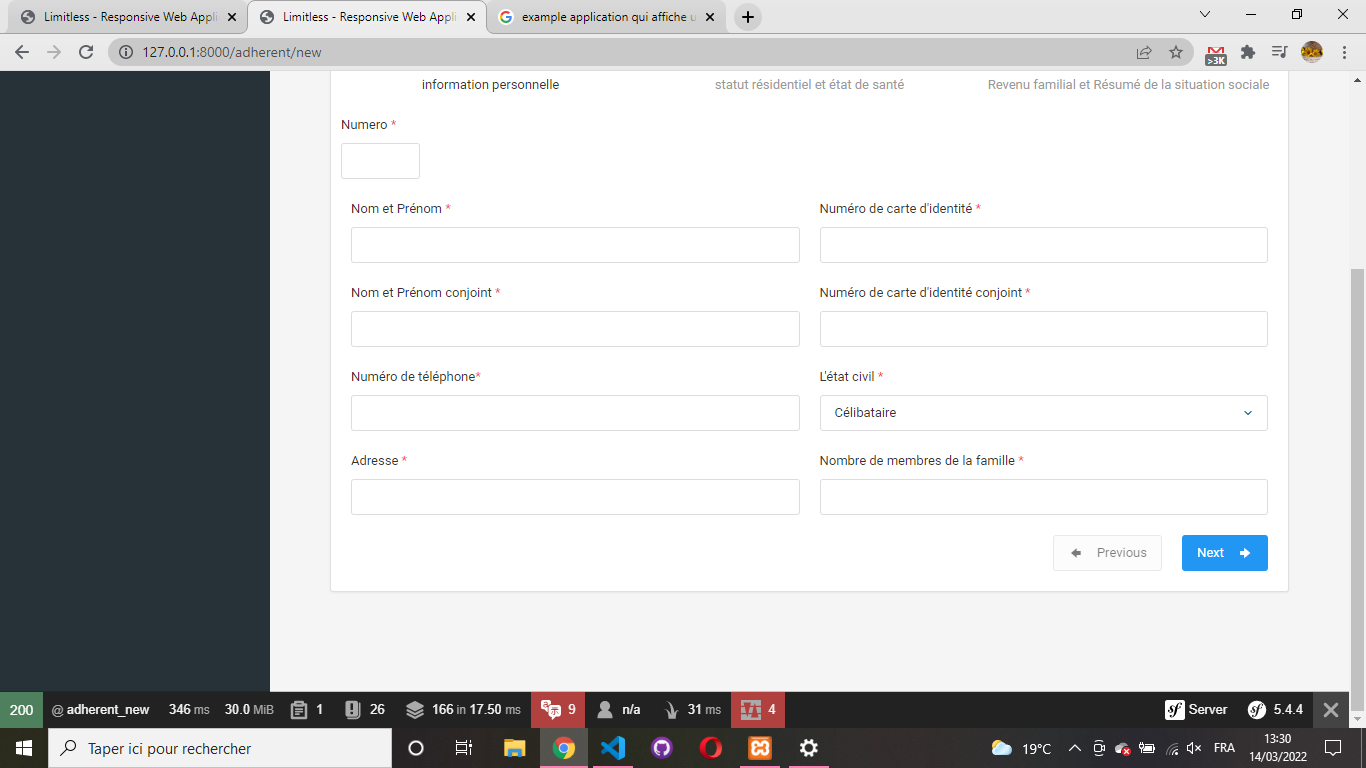 Limitless - Responsive Web Appli
Limitless - Responsive Web Appli
example application qui affiche u
127.0.0.1:8000/adherent/new
>3K
information personnelle
statut résidentiel et état de santé
Revenu familial et Résumé de la situation sociale
Numero *
Nom et Prénom *
Numéro de carte d'identité *
Nom et Prénom conjoint *
Numéro de carte d'identité conjoint *
Numéro de téléphone*
L'état civil *
Célibataire
Adresse *
Nombre de membres de la famille *
Previous
Next
200 @ adherent_new 346 ms 30.0 MiB 1 26 166 in 17.50 ms 9 n/a 31 ms 4 Server 5.4.4
Taper ici pour rechercher
19°C
FRA
13:30
14/03/2022